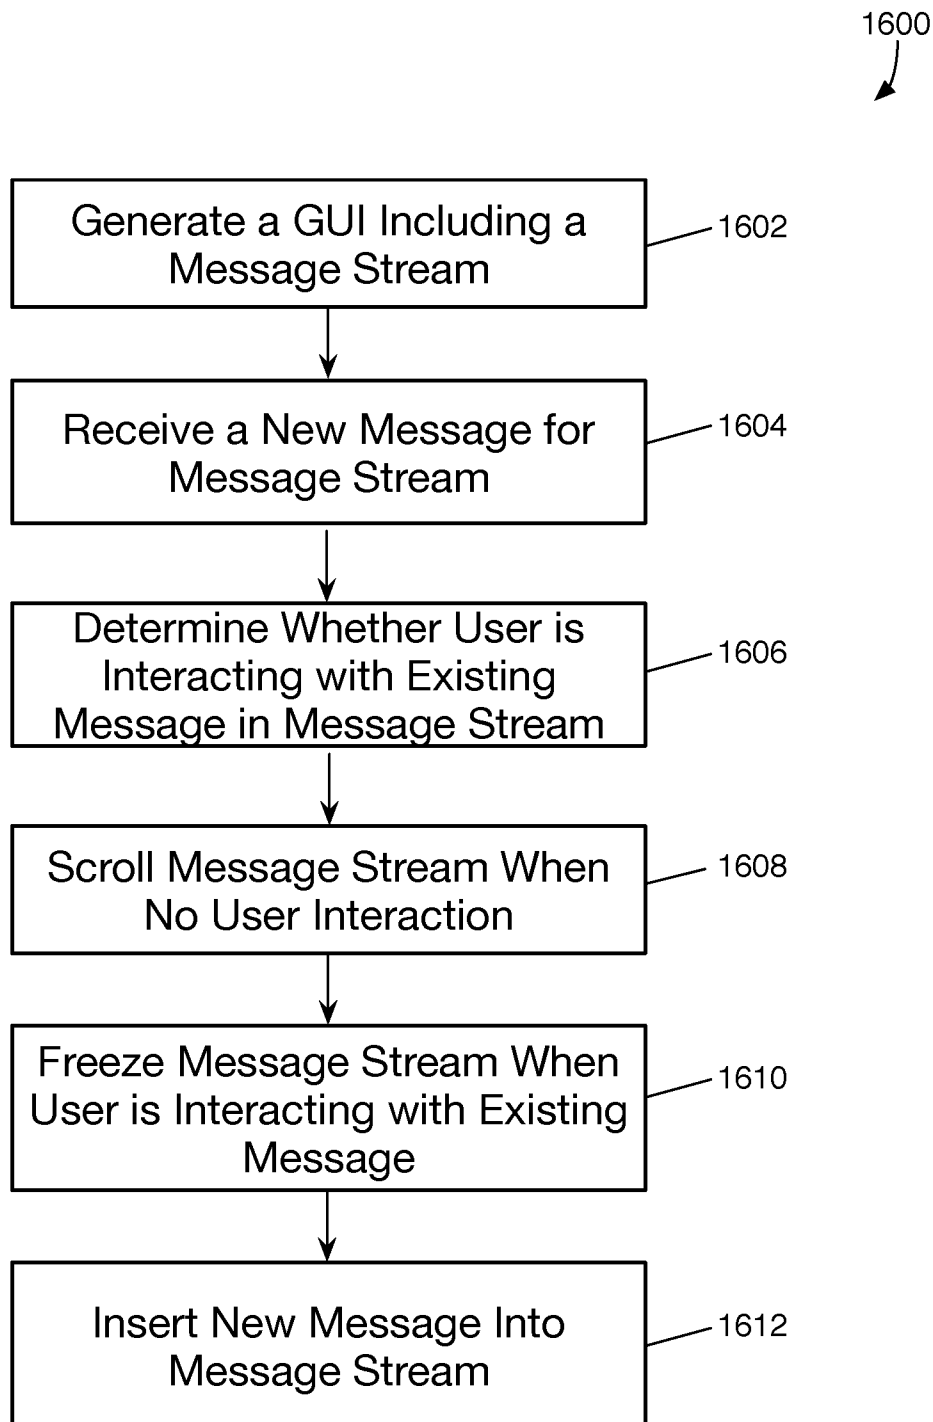 1600
Generate a GUI Including a
Message Stream
1602
Receive a New Message for
Message Stream
1604
Determine Whether User is
Interacting with Existing
Message in Message Stream
1606
Scroll Message Stream When
No User Interaction
1608
Freeze Message Stream When
User is Interacting with Existing
Message
1610
Insert New Message Into
Message Stream
1612